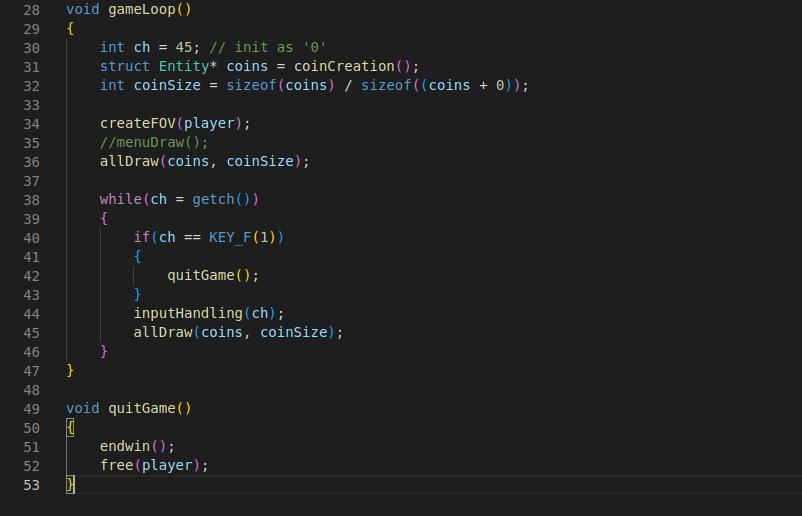 28 void gameLoop()
29 {
30     int ch = 45; // init as '0'
31     struct Entity* coins = coinCreation();
32     int coinSize = sizeof(coins) / sizeof((coins + 0));
33
34     createFOV(player);
35     //menuDraw();
36     allDraw(coins, coinSize);
37
38     while(ch = getch())
39     {
40         if(ch == KEY_F(1))
41         {
42             quitGame();
43         }
44         inputHandling(ch);
45         allDraw(coins, coinSize);
46     }
47 }
48
49 void quitGame()
50 {
51     endwin();
52     free(player);
53 }